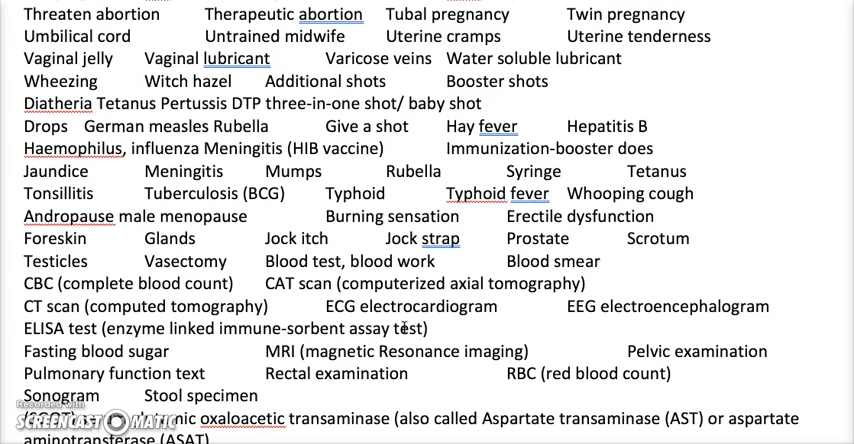 Threaten abortion Therapeutic abortion Tubal pregnancy Twin pregnancy
Umbilical cord Untrained midwife Uterine cramps Uterine tenderness
Vaginal jelly Vaginal lubricant Varicose veins Water soluble lubricant
Wheezing Witch hazel Additional shots Booster shots
Diatheria Tetanus Pertussis DTP three-in-one shot/ baby shot
Drops German measles Rubella Give a shot Hay fever Hepatitis B
Haemophilus, influenza Meningitis (HIB vaccine) Immunization-booster does
Jaundice Meningitis Mumps Rubella Syringe Tetanus
Tonsillitis Tuberculosis (BCG) Typhoid Typhoid fever Whooping cough
Andropause male menopause Burning sensation Erectile dysfunction
Foreskin Glands Jock itch Jock strap Prostate Scrotum
Testicles Vasectomy Blood test, blood work Blood smear
CBC (complete blood count) CAT scan (computerized axial tomography)
CT scan (computed tomography) ECG electrocardiogram EEG electroencephalogram
ELISA test (enzyme linked immune-sorbent assay test)
Fasting blood sugar MRI (magnetic Resonance imaging) Pelvic examination
Pulmonary function text Rectal examination RBC (red blood count)
Sonogram Stool specimen
Recorded with
SCREENCAST MATIC
oxaloacetic transaminase (also called Aspartate transaminase (AST) or aspartate
aminotransferase (ASAT)